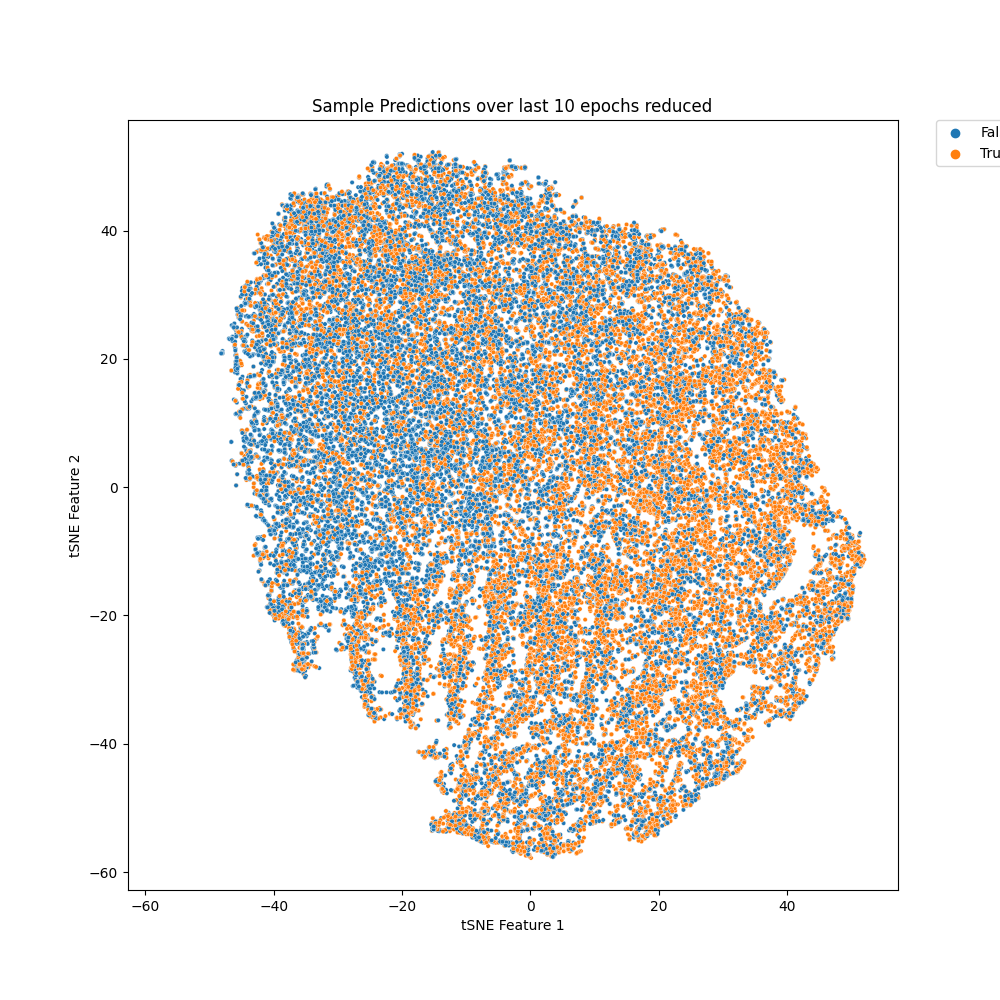 Sample Predictions over last 10 epochs reduced
Fal
Tru
40
20
0
−20
−40
−60
tSNE Feature 2
−60 −40 −20 0 20 40
tSNE Feature 1